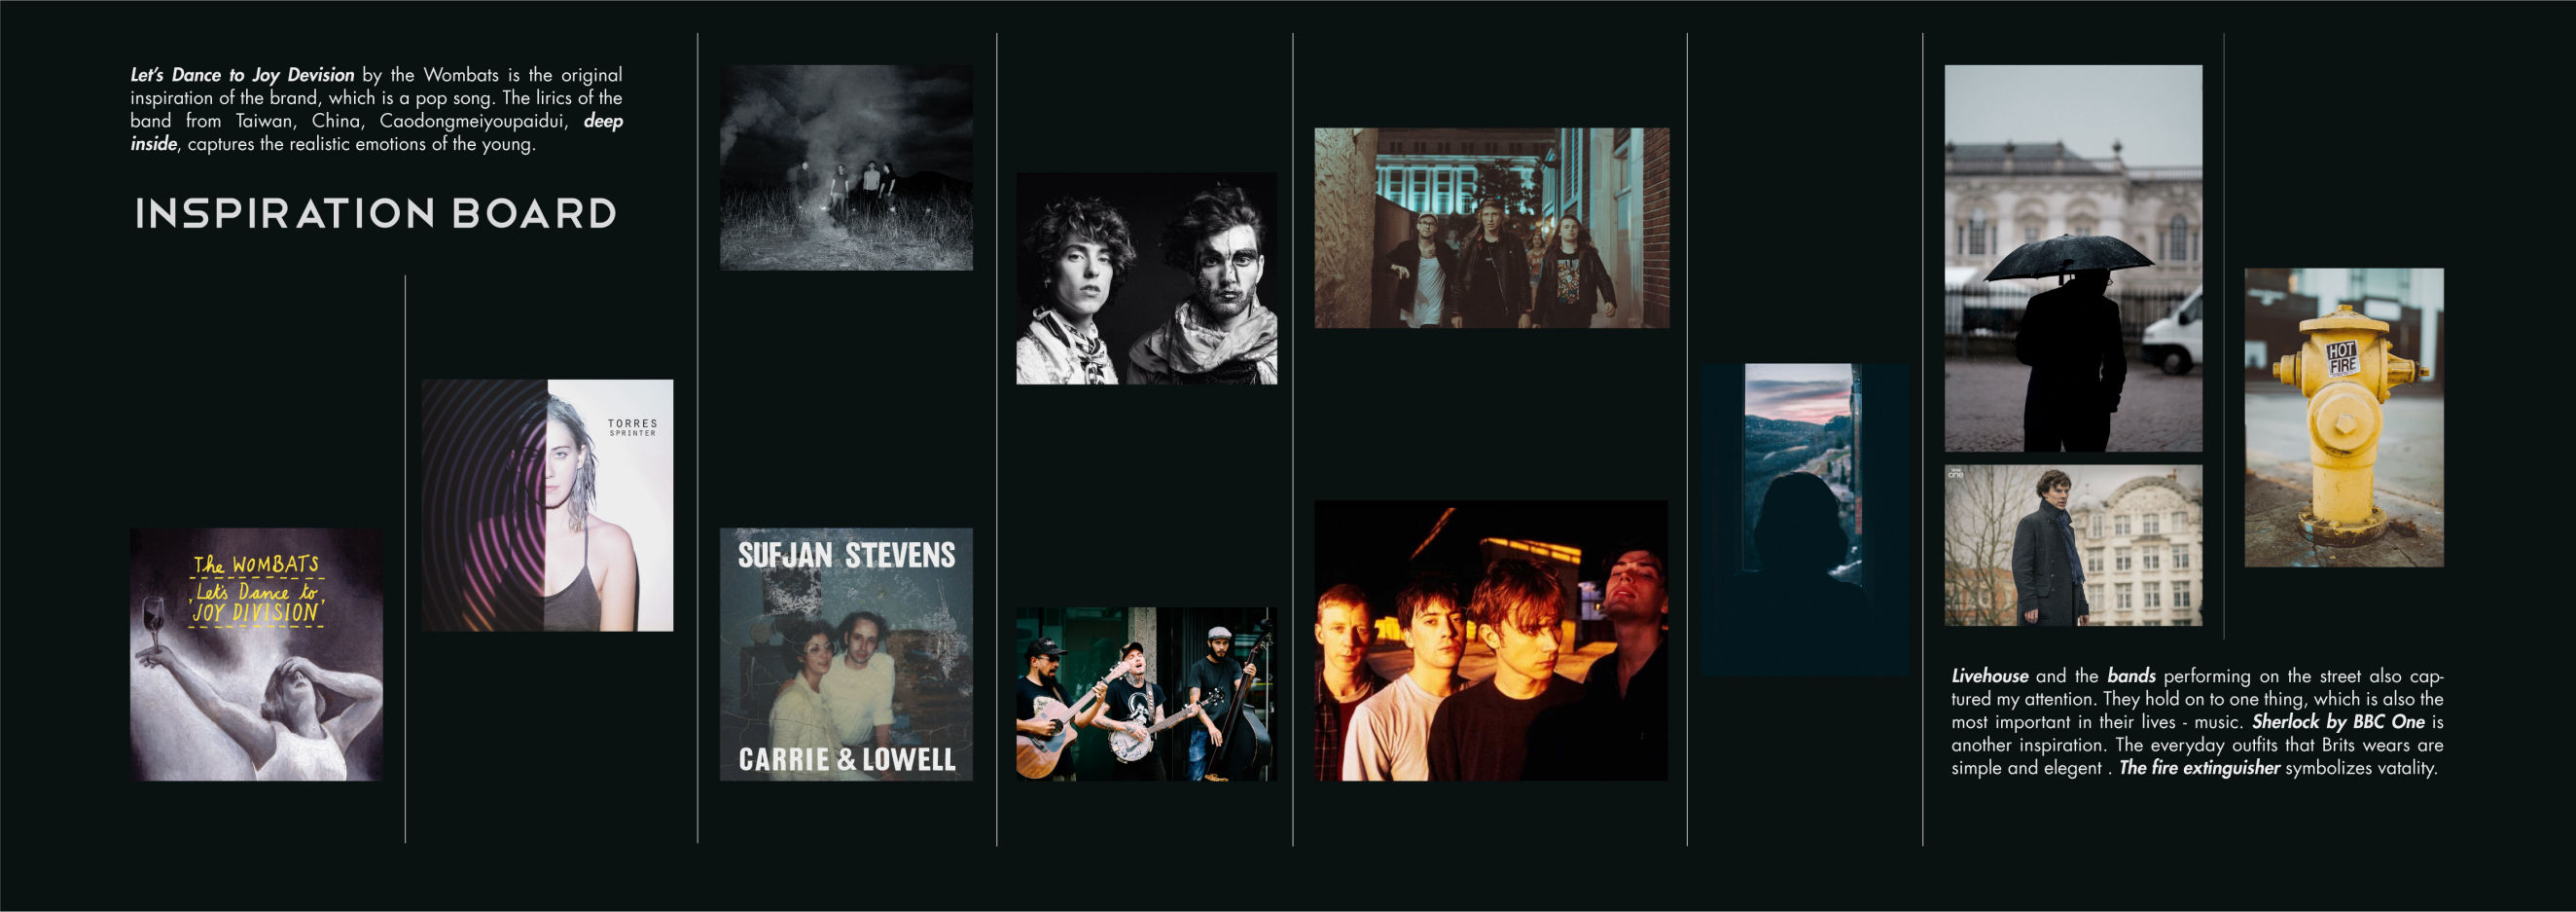 Let's Dance to Joy Devision by the Wombats is the original
inspiration of the brand, which is a pop song. The lirics of the
band from Taiwan, China, Caodongmeiyoupaidui, deep
inside, captures the realistic emotions of the young.
INSPIRATION BOARD
TORRES
SPRINTER
The WOMBATS
Let's Dance to
JOY DIVISION
SUFJAN STEVENS
CARRIE & LOWELL
one
HOT
FIRE
Livehouse and the bands performing on the street also cap-
tured my attention. They hold on to one thing, which is also the
most important in their lives - music. Sherlock by BBC One is
another inspiration. The everyday outfits that Brits wears are
simple and elegent . The fire extinguisher symbolizes vatality.